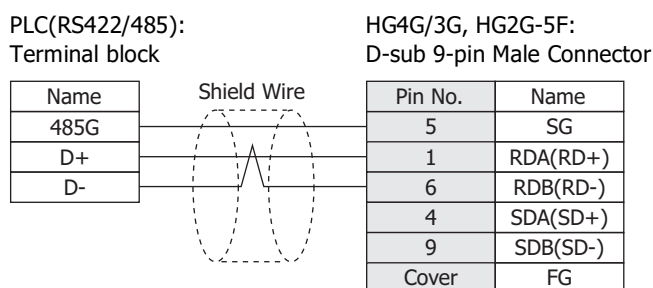 PLC(RS422/485):
Terminal block
HG4G/3G, HG2G-5F:
D-sub 9-pin Male Connector
Name
Shield Wire
Pin No.
Name
485G
5
SG
D+
1
RDA(RD+)
D-
6
RDB(RD-)
4
SDA(SD+)
9
SDB(SD-)
Cover
FG